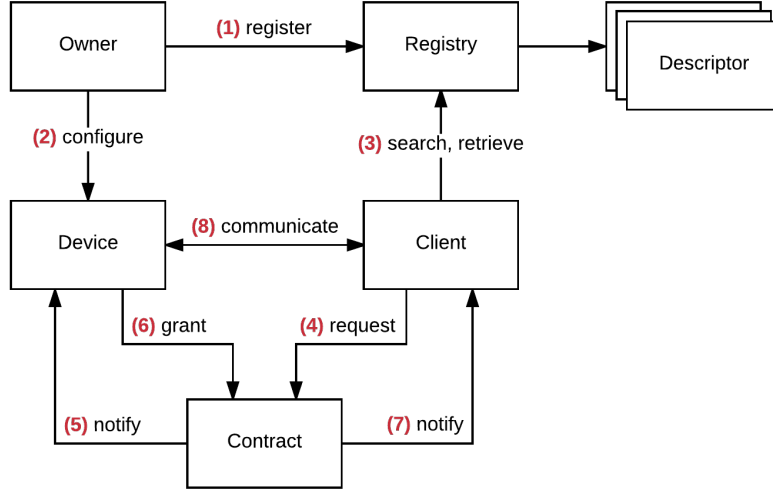 Owner
(1) register
Registry
Descriptor
(2) configure
(3) search, retrieve
Device
(8) communicate
Client
(6) grant
(4) request
(5) notify
Contract
(7) notify